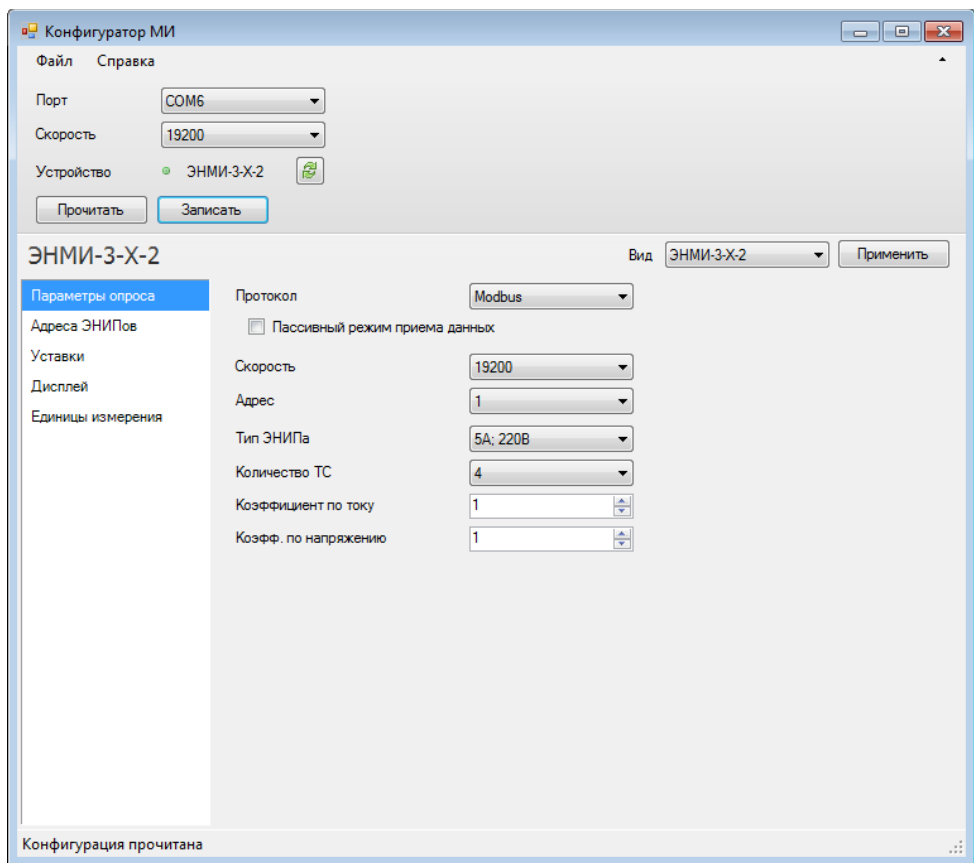 Конфигуратор МИ
Файл Справка
Порт COM6
Скорость 19200
Устройство ЭНМИ-3-X-2
Прочитать Записать
ЭНМИ-3-X-2 Вид ЭНМИ-3-X-2 Применить
Параметры опроса
Адреса ЭНИПов
Уставки
Дисплей
Единицы измерения
Протокол Modbus
Пассивный режим приема данных
Скорость 19200
Адрес 1
Тип ЭНИПа 5А; 220В
Количество ТС 4
Коэффициент по току 1
Коэфф. по напряжению 1
Конфигурация прочитана